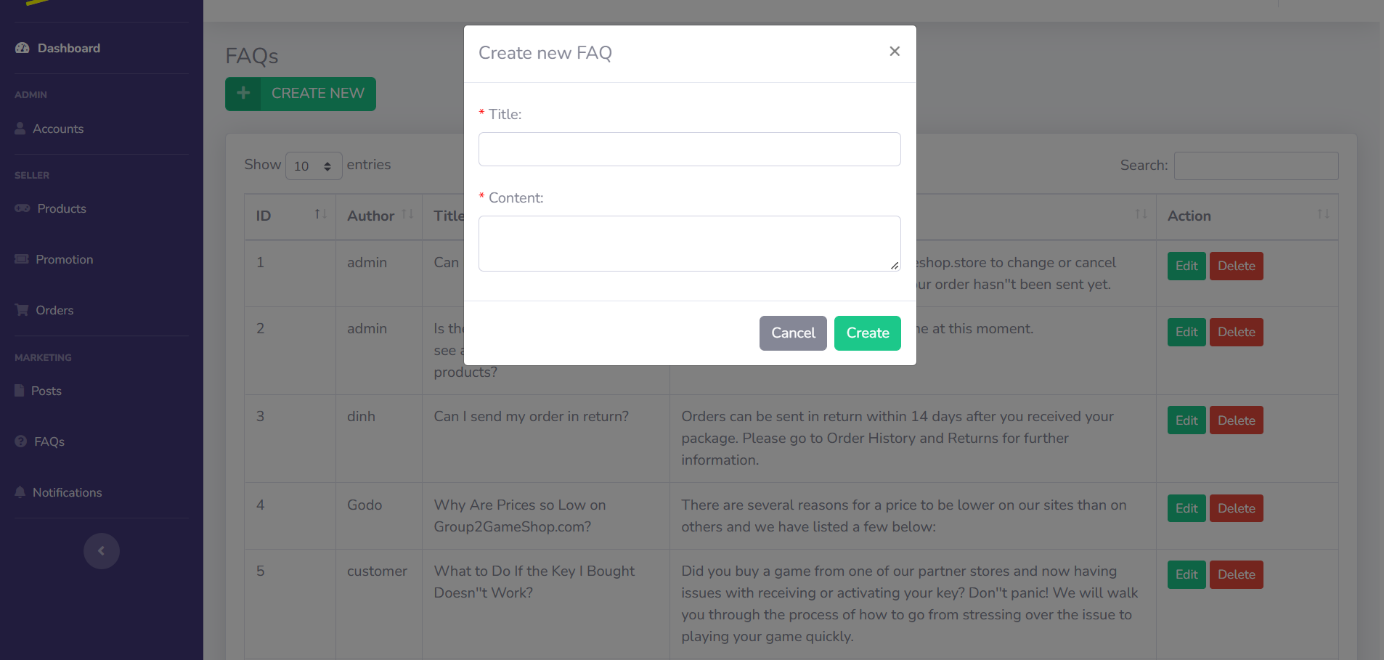 Dashboard
ADMIN
Accounts
SELLER
Products
Promotion
Orders
MARKETING
Posts
FAQs
Notifications
FAQs
CREATE NEW
Show 10 entries
Search:
ID Author Title Action
1 admin Can eshop.store to change or cancel Edit Delete
ur order hasn"t been sent yet.
2 admin Is the me at this moment. Edit Delete
see a
products?
3 dinh Can I send my order in return? Orders can be sent in return within 14 days after you received your Edit Delete
package. Please go to Order History and Returns for further
information.
4 Godo Why Are Prices so Low on There are several reasons for a price to be lower on our sites than on Edit Delete
Group2GameShop.com? others and we have listed a few below:
5 customer What to Do If the Key I Bought Did you buy a game from one of our partner stores and now having Edit Delete
Doesn"t Work? issues with receiving or activating your key? Don"t panic! We will walk
you through the process of how to go from stressing over the issue to
playing your game quickly.
Create new FAQ ×
* Title:
* Content:
Cancel Create